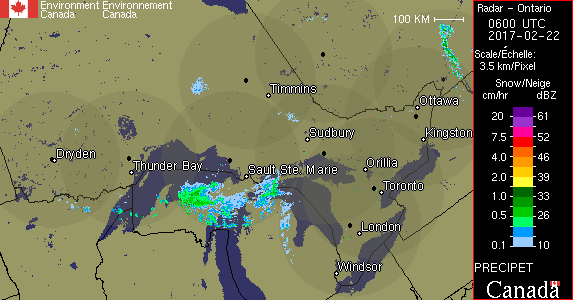 Environment Environnement
Canada Canada
100 KM
Timmins
Ottawa
Sudbury
Kingston
Dryden
Thunder Bay
Sault Ste. Marie
Orillia
Toronto
London
Windsor
Radar - Ontario
0600 UTC
2017-02-22
Scale/Échelle:
3.5 km/Pixel
Snow/Neige
cm/hr dBZ
20 61
7.5 52
4.0 46
2.0 39
1.0 33
0.5 26
0.1 10
PRECIPET
Canada